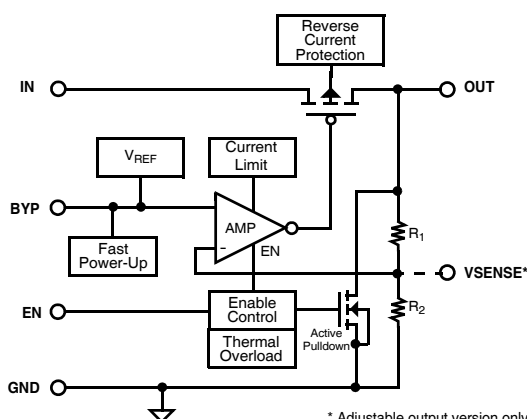 Reverse
Current
Protection
IN
OUT
V_REF
Current
Limit
BYP
AMP
-
EN
R1
Fast
Power-Up
VSENSE*
EN
Enable
Control
R2
Thermal
Overload
Active
Pulldown
GND
* Adjustable output version only